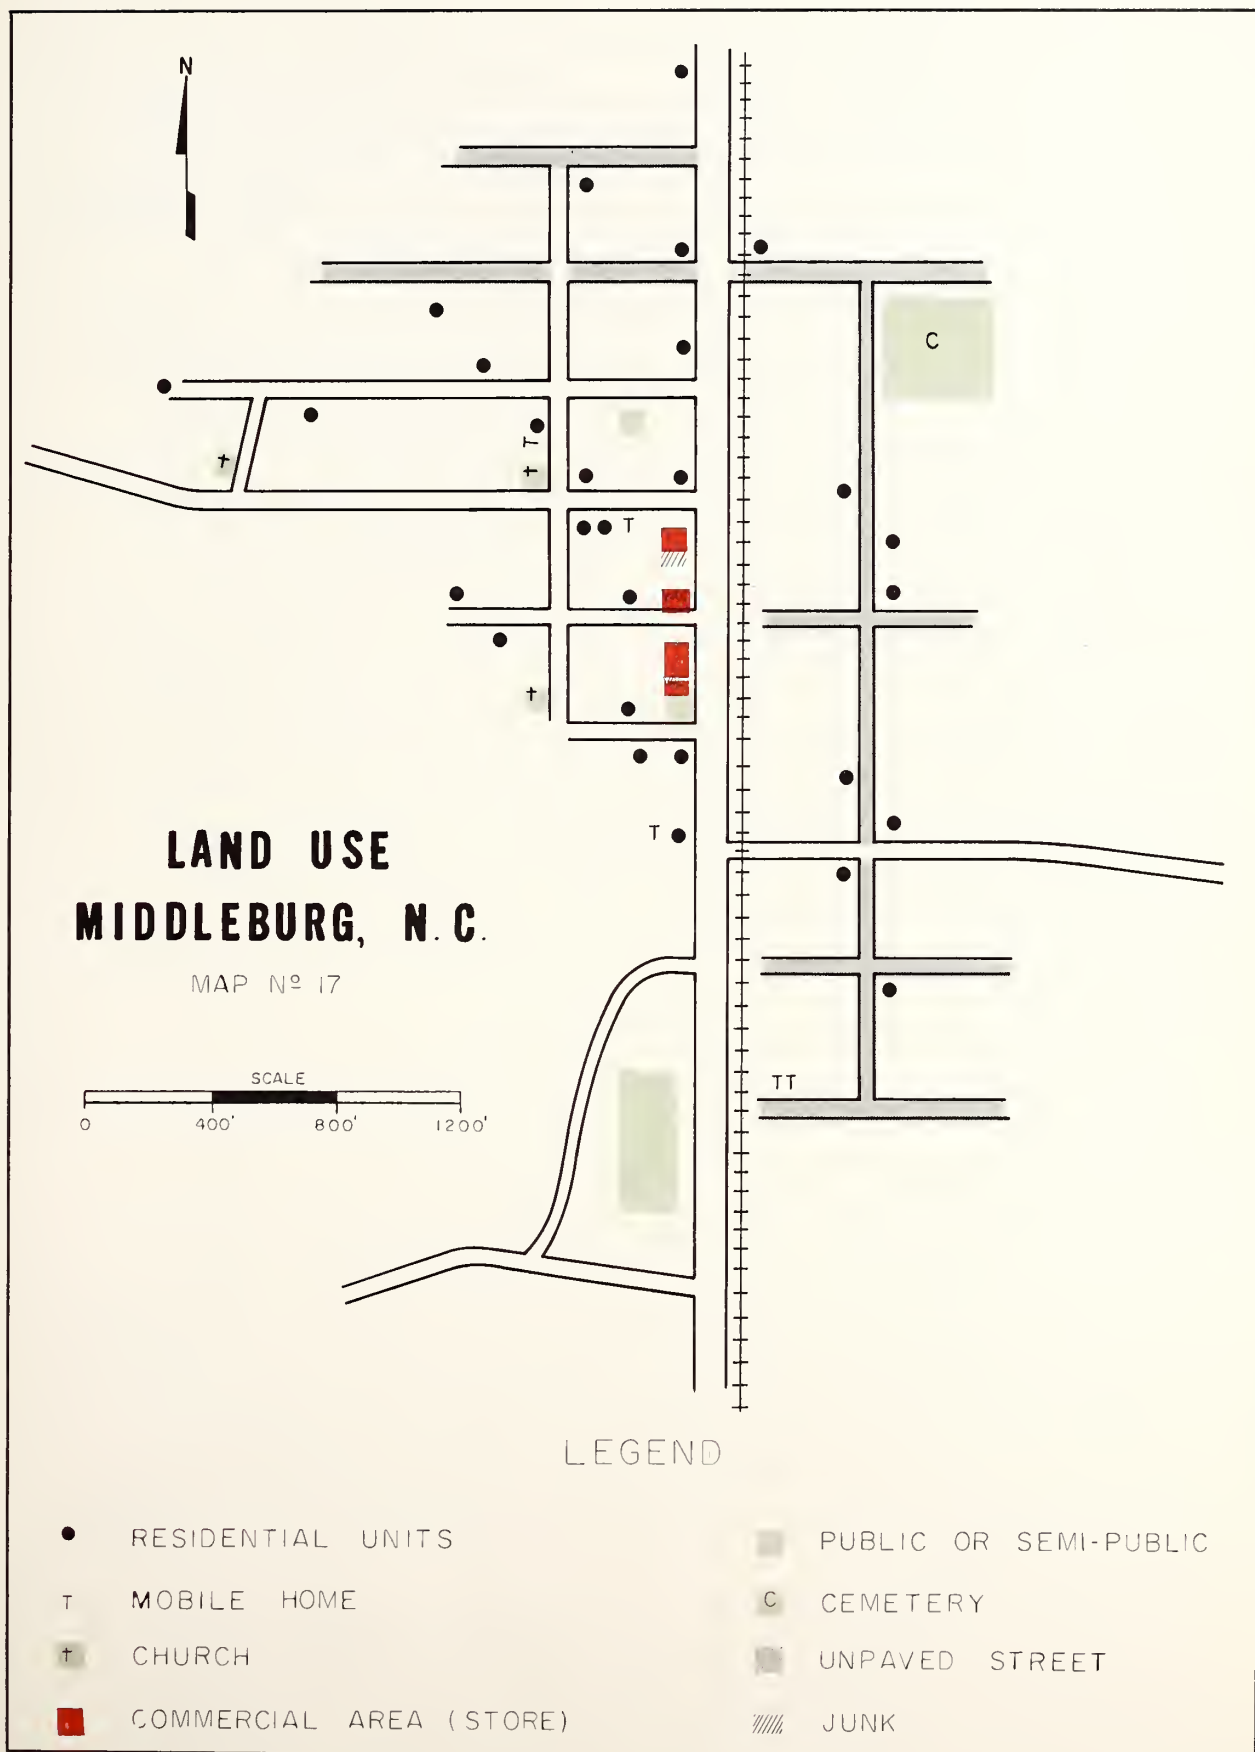 N
C
T
T
T
TT
LAND USE
MIDDLEBURG, N.C.
MAP Nº 17
SCALE
0 400' 800' 1200'
LEGEND
RESIDENTIAL UNITS
T MOBILE HOME
CHURCH
COMMERCIAL AREA (STORE)
PUBLIC OR SEMI-PUBLIC
C CEMETERY
UNPAVED STREET
JUNK